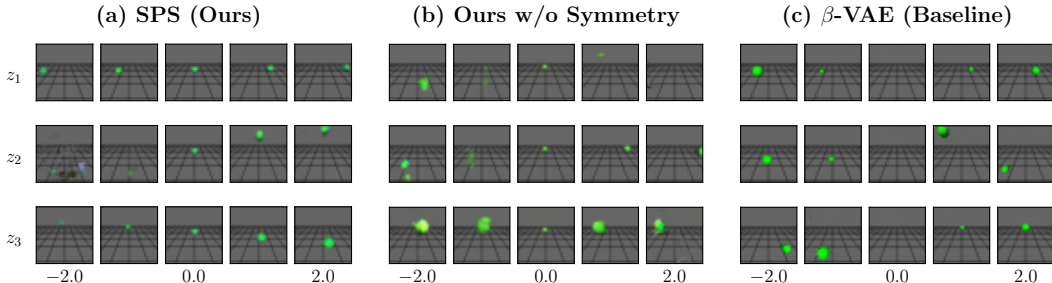 (a) SPS (Ours) (b) Ours w/o Symmetry (c) β-VAE (Baseline)
z₁
z₂
z₃
−2.0 0.0 2.0 −2.0 0.0 2.0 −2.0 0.0 2.0